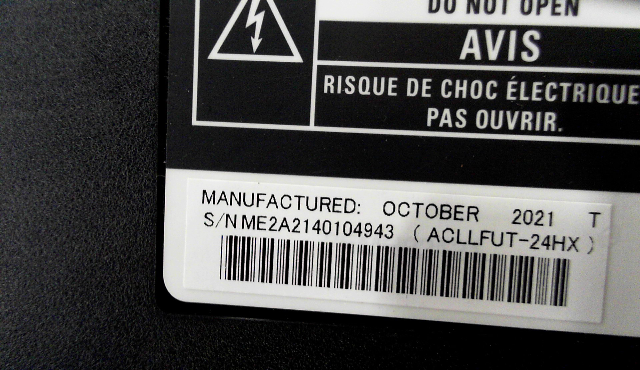 DO NOT OPEN
AVIS
RISQUE DE CHOC ÉLECTRIQUE
PAS OUVRIR.
MANUFACTURED: OCTOBER 2021 T
S/N ME2A2140104943 (ACLLFUT-24HX)